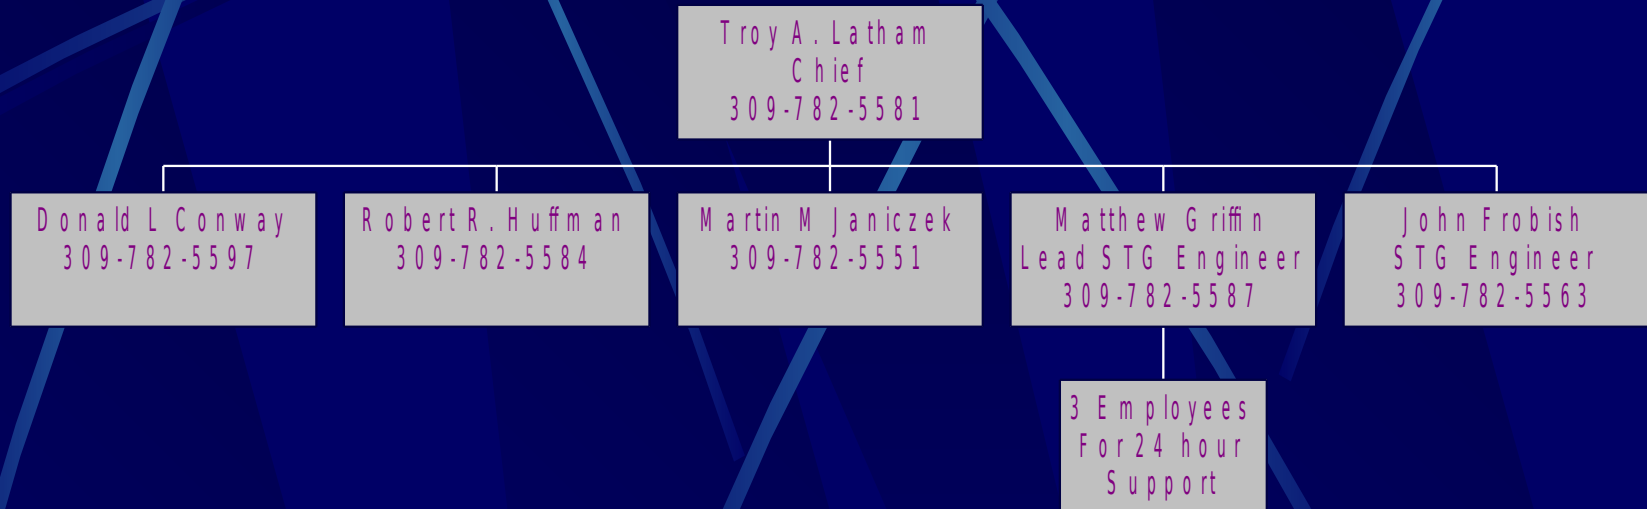 Troy A. Latham
Chief
309-782-5581
Donald L Conway
309-782-5597
Robert R. Huffman
309-782-5584
Martin M Janiczek
309-782-5551
Matthew Griffin
Lead STG Engineer
309-782-5587
John Frobish
STG Engineer
309-782-5563
3 Employees
For 24 hour
Support